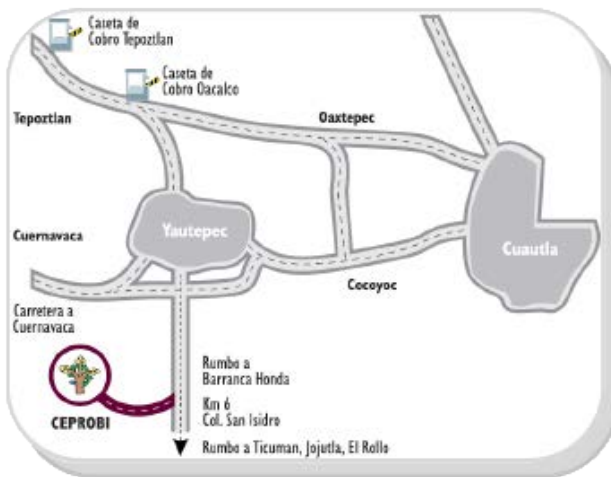 Caseta de
Cobro Tepoztlan
Caseta de
Cobro Oacalco
Tepoztlan
Oaxtepec
Yautepec
Cuernavaca
Cuautla
Cocoyoc
Carretera a
Cuernavaca
Rumbo a
Barranca Honda
Km 6
Col. San Isidro
CEPROBI
Rumbo a Ticuman, Jojutla, El Rollo